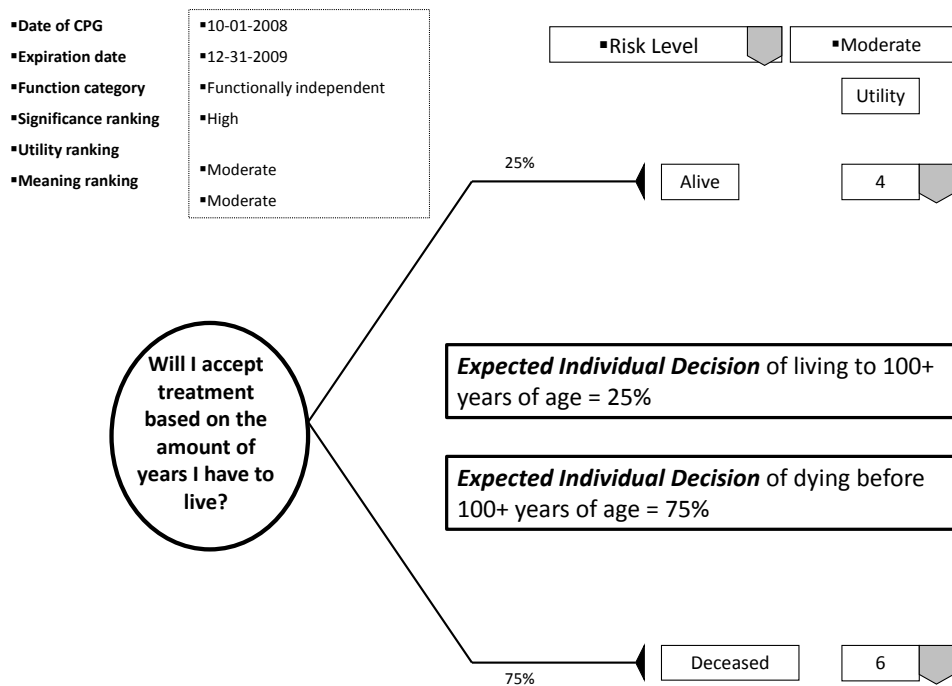 ▪Date of CPG
▪Expiration date
▪Function category
▪Significance ranking
▪Utility ranking
▪Meaning ranking
▪10-01-2008
▪12-31-2009
▪Functionally independent
▪High
▪Moderate
▪Moderate
▪Risk Level
▪Moderate
Utility
25%
Alive
4
Will I accept
treatment
based on the
amount of
years I have to
live?
Expected Individual Decision of living to 100+
years of age = 25%
Expected Individual Decision of dying before
100+ years of age = 75%
75%
Deceased
6